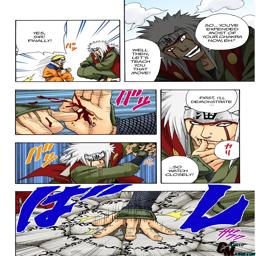 SO... YOU'VE
EXPENDED
MOST OF
YOUR CHAKRA
NOW, EH?
WELL
THEN,
LET'S TEACH
YOU THAT
MOVE!
YES,
SIR!
FINALLY!
FIRST, I'LL
DEMONSTRATE...
...SO
WATCH
CLOSELY!